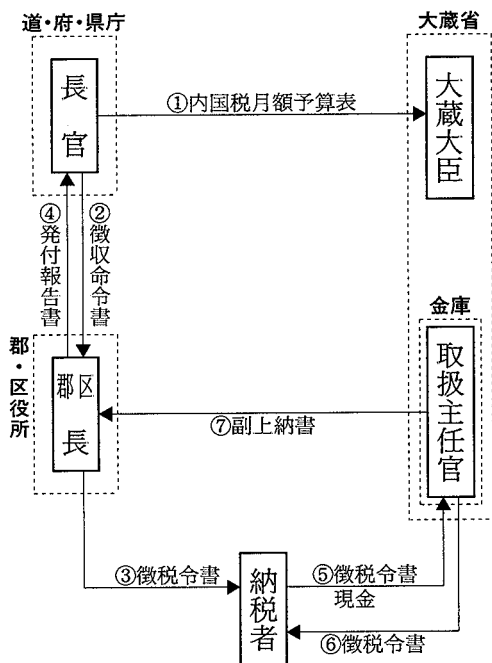 道・府・県庁
大蔵省
長官
①内国税月額予算表
大蔵大臣
④発付報告書
②徴収命令書
金庫
郡・区役所
郡区長
取扱主任官
⑦副上納書
③徴税令書
納税者
⑤徴税令書
現金
⑥徴税令書